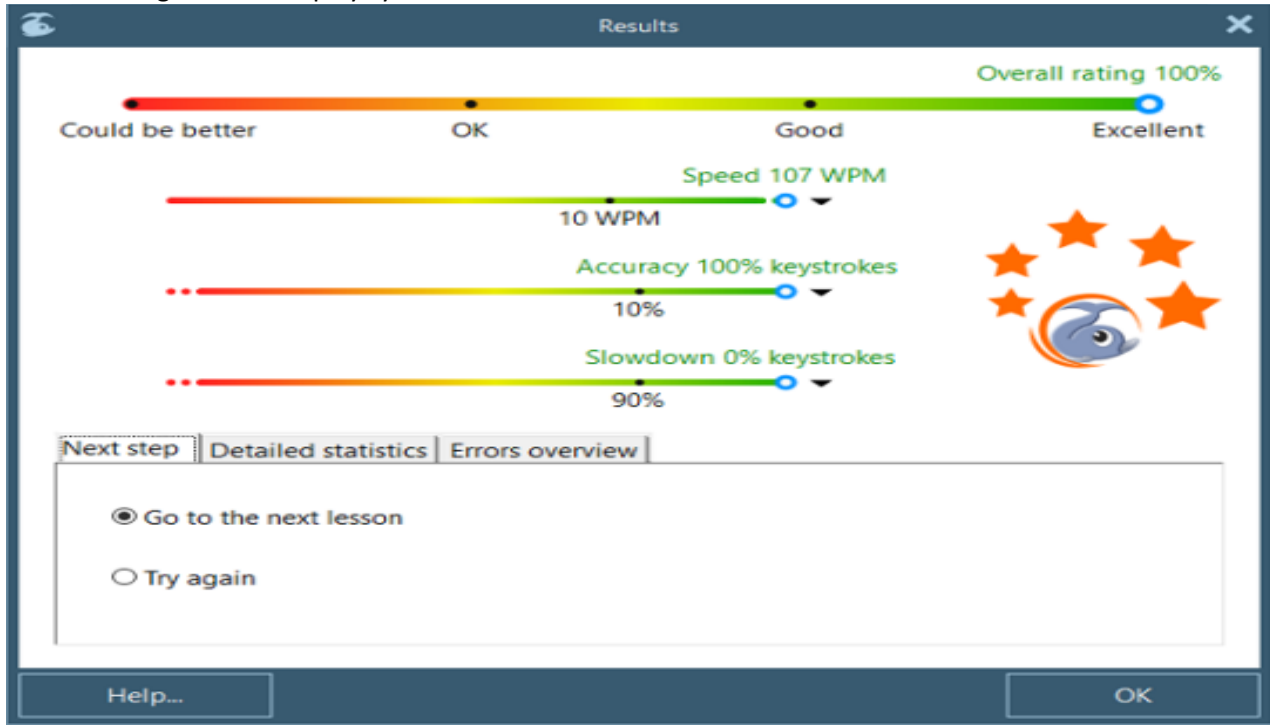 Results
Overall rating 100%
Could be better OK Good Excellent
Speed 107 WPM
10 WPM
Accuracy 100% keystrokes
10%
Slowdown 0% keystrokes
90%
Next step Detailed statistics Errors overview
Go to the next lesson
Try again
Help... OK